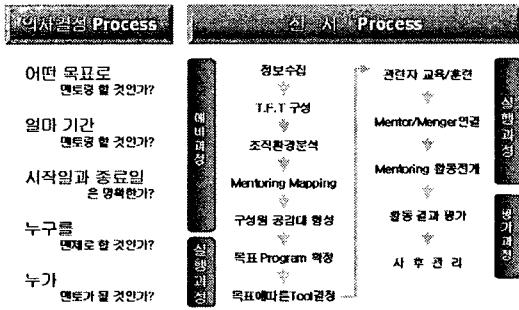 의사결정 Process
실 시 Process
어떤 목표로
멘토링 할 것인가?
얼마 기간
멘토링 할 것인가?
시작일과 종료일
은 명확한가?
누구를
멘제로 할 것인가?
누가
멘토가 될 것인가?
예비과정
실행과정
정보수집
T.F.T 구성
조직환경분석
Mentoring Mapping
구성원 공감대 형성
목표 Program 확정
목표에따른Tool결정
관련자 교육/훈련
Mentor/Menger연결
Mentoring 활동전개
활동 결과 평가
사 후 관 리
실행과정
평가과정